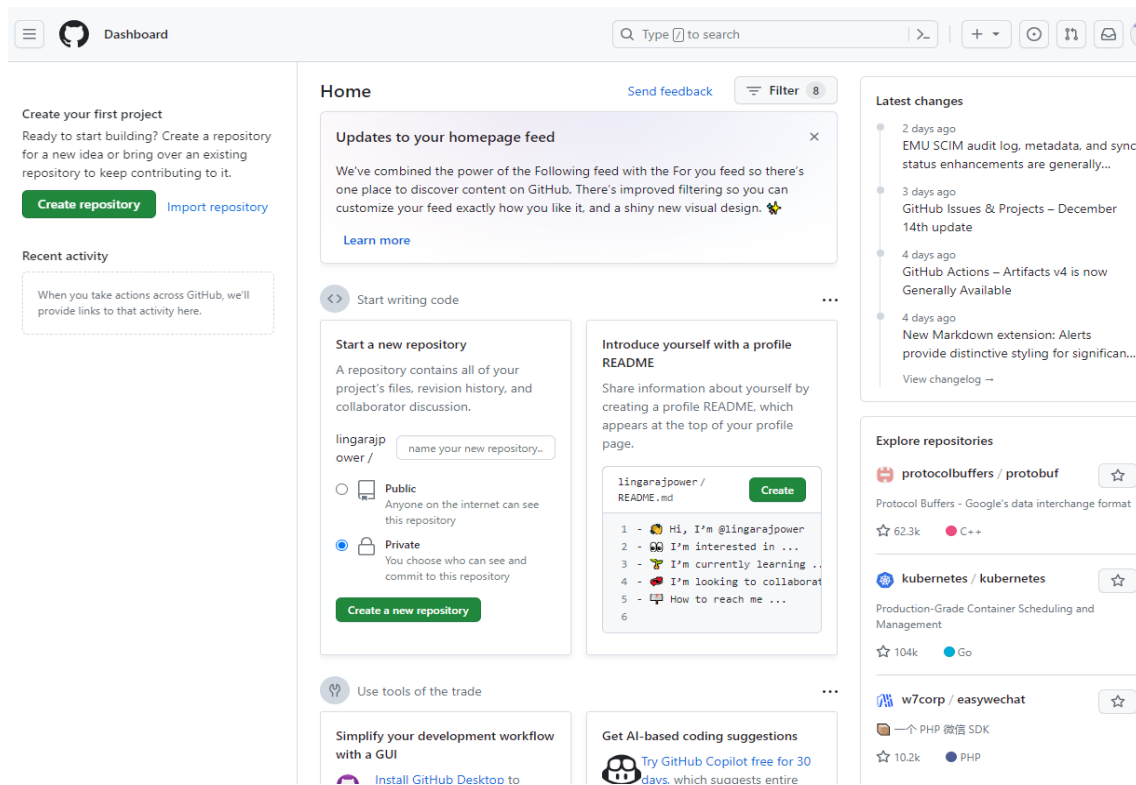 Dashboard
Type / to search
Create your first project
Ready to start building? Create a repository
for a new idea or bring over an existing
repository to keep contributing to it.
Create repository
Import repository
Recent activity
When you take actions across GitHub, we'll
provide links to that activity here.
Home
Send feedback
Filter 8
Updates to your homepage feed
We've combined the power of the Following feed with the For you feed so there's
one place to discover content on GitHub. There's improved filtering so you can
customize your feed exactly how you like it, and a shiny new visual design. ✨
Learn more
Start writing code
Start a new repository
A repository contains all of your
project's files, revision history, and
collaborator discussion.
lingarajp
ower /
name your new repository...
Public
Anyone on the internet can see
this repository
Private
You choose who can see and
commit to this repository
Create a new repository
Introduce yourself with a profile
README
Share information about yourself by
creating a profile README, which
appears at the top of your profile
page.
lingarajpower /
README.md
Create
1 - 👋 Hi, I'm @lingarajpower
2 - 👀 I'm interested in ...
3 - 🌱 I'm currently learning ..
4 - 💞️ I'm looking to collaborat
5 - 📫 How to reach me ...
6
Use tools of the trade
Simplify your development workflow
with a GUI
Install GitHub Desktop to
Get AI-based coding suggestions
Try GitHub Copilot free for 30
days, which suggests entire
Latest changes
2 days ago
EMU SCIM audit log, metadata, and sync
status enhancements are generally...
3 days ago
GitHub Issues & Projects – December
14th update
4 days ago
GitHub Actions – Artifacts v4 is now
Generally Available
4 days ago
New Markdown extension: Alerts
provide distinctive styling for significan...
View changelog →
Explore repositories
protocolbuffers / protobuf
Protocol Buffers - Google's data interchange format
62.3k
C++
kubernetes / kubernetes
Production-Grade Container Scheduling and
Management
104k
Go
w7corp / easywechat
📦 一个 PHP 微信 SDK
10.2k
PHP